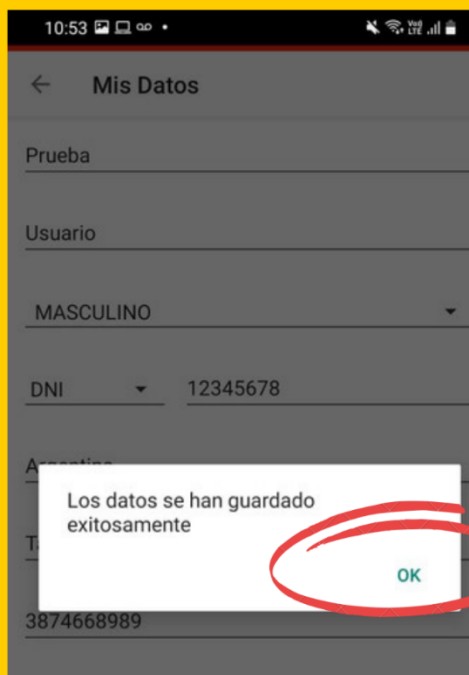 10:53
Mis Datos
Prueba
Usuario
MASCULINO
DNI 12345678
Los datos se han guardado
exitosamente
OK
3874668989